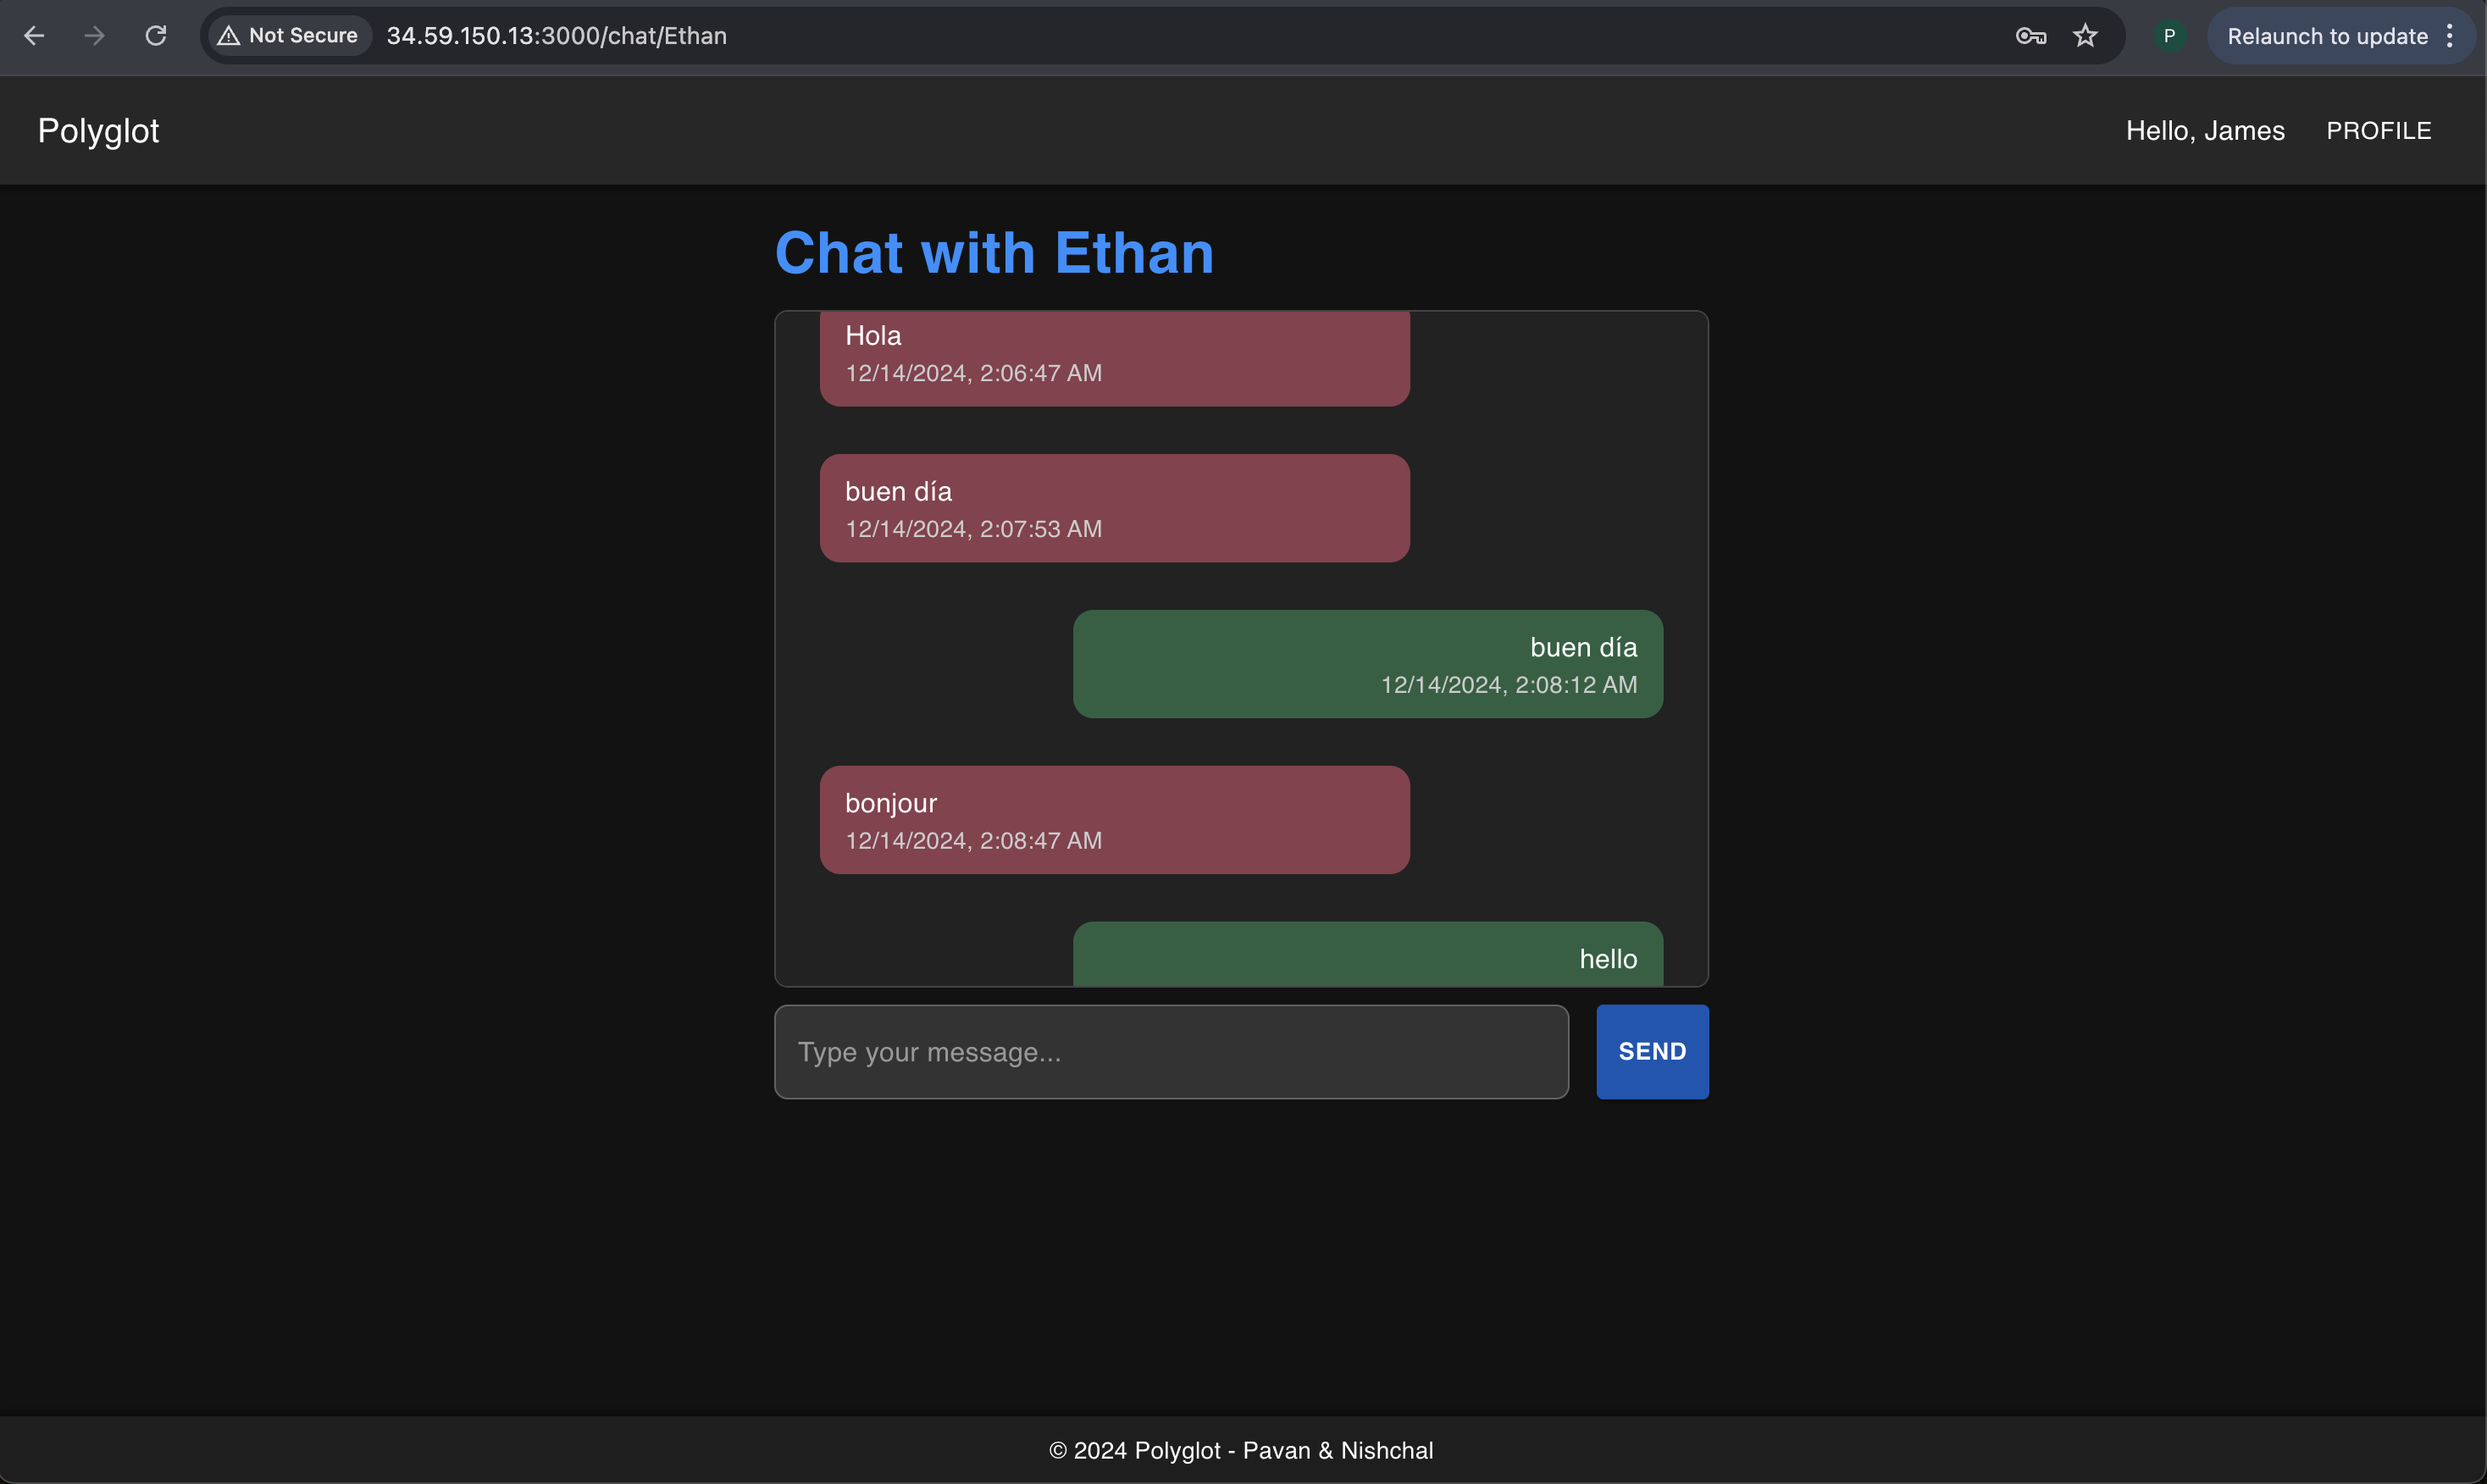 Not Secure 34.59.150.13:3000/chat/Ethan P Relaunch to update
Polyglot Hello, James PROFILE
Chat with Ethan
Hola
12/14/2024, 2:06:47 AM
buen día
12/14/2024, 2:07:53 AM
buen día
12/14/2024, 2:08:12 AM
bonjour
12/14/2024, 2:08:47 AM
hello
Type your message...
SEND
© 2024 Polyglot - Pavan & Nishchal